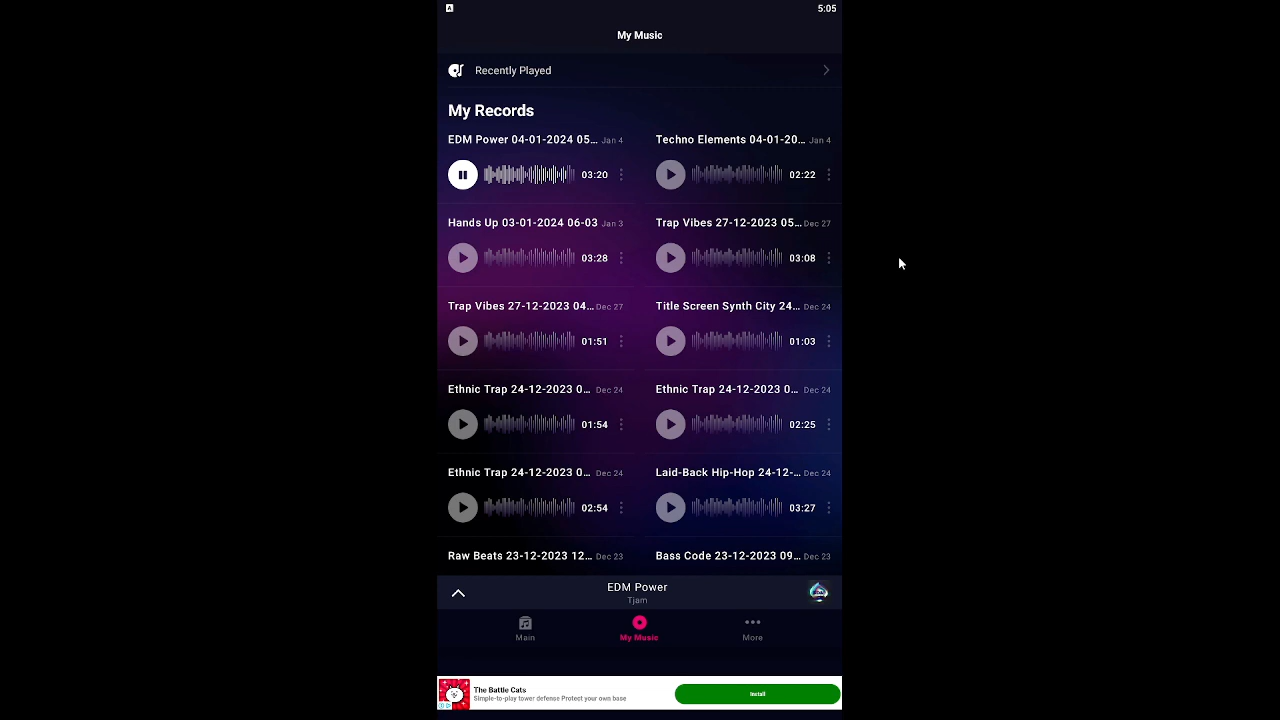 A
5:05
My Music
Recently Played
My Records
EDM Power 04-01-2024 05... Jan 4
Techno Elements 04-01-20... Jan 4
03:20
02:22
Hands Up 03-01-2024 06-03 Jan 3
Trap Vibes 27-12-2023 05... Dec 27
03:28
03:08
Trap Vibes 27-12-2023 04... Dec 27
Title Screen Synth City 24... Dec 24
01:51
01:03
Ethnic Trap 24-12-2023 0... Dec 24
Ethnic Trap 24-12-2023 0... Dec 24
01:54
02:25
Ethnic Trap 24-12-2023 0... Dec 24
Laid-Back Hip-Hop 24-12-... Dec 24
02:54
03:27
Raw Beats 23-12-2023 12... Dec 23
Bass Code 23-12-2023 09... Dec 23
EDM Power
Tjam
Main
My Music
More
The Battle Cats
Simple-to-play tower defense Protect your own base
Install